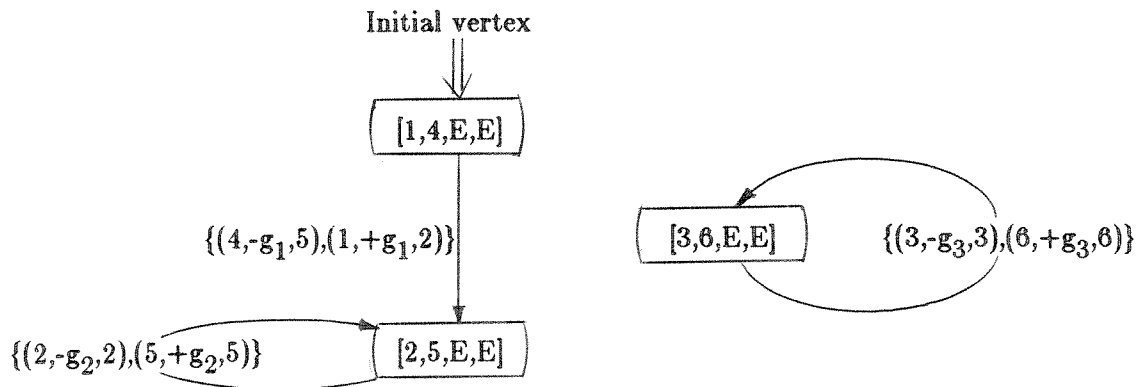 Initial vertex
[1,4,E,E]
{(4,-g₁,5),(1,+g₁,2)}
[3,6,E,E]
{(3,-g₃,3),(6,+g₃,6)}
{(2,-g₂,2),(5,+g₂,5)}
[2,5,E,E]